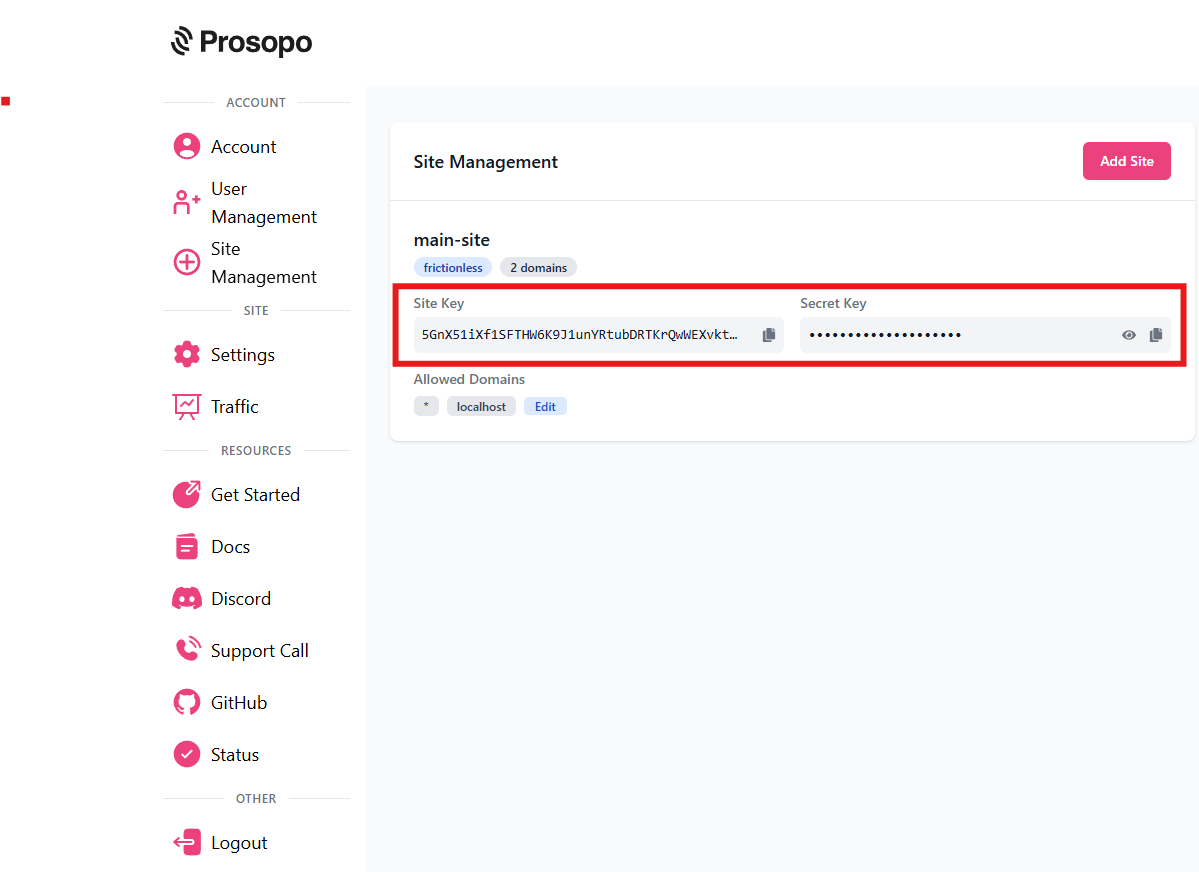 Prosopo
ACCOUNT
Account
User
Management
Site
Management
SITE
Settings
Traffic
RESOURCES
Get Started
Docs
Discord
Support Call
GitHub
Status
OTHER
Logout
Site Management
Add Site
main-site
frictionless
2 domains
Site Key
Secret Key
5GnX51iXf1SFTHW6K9J1unYRtubDRTKrQwWEXvkt…
••••••••••••••••••••
Allowed Domains
* localhost Edit